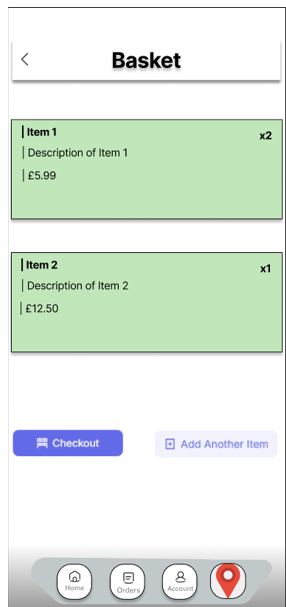 Basket
Item 1
x2
Description of Item 1
£5.99
Item 2
x1
Description of Item 2
£12.50
Checkout
Add Another Item
Home
Orders
Account